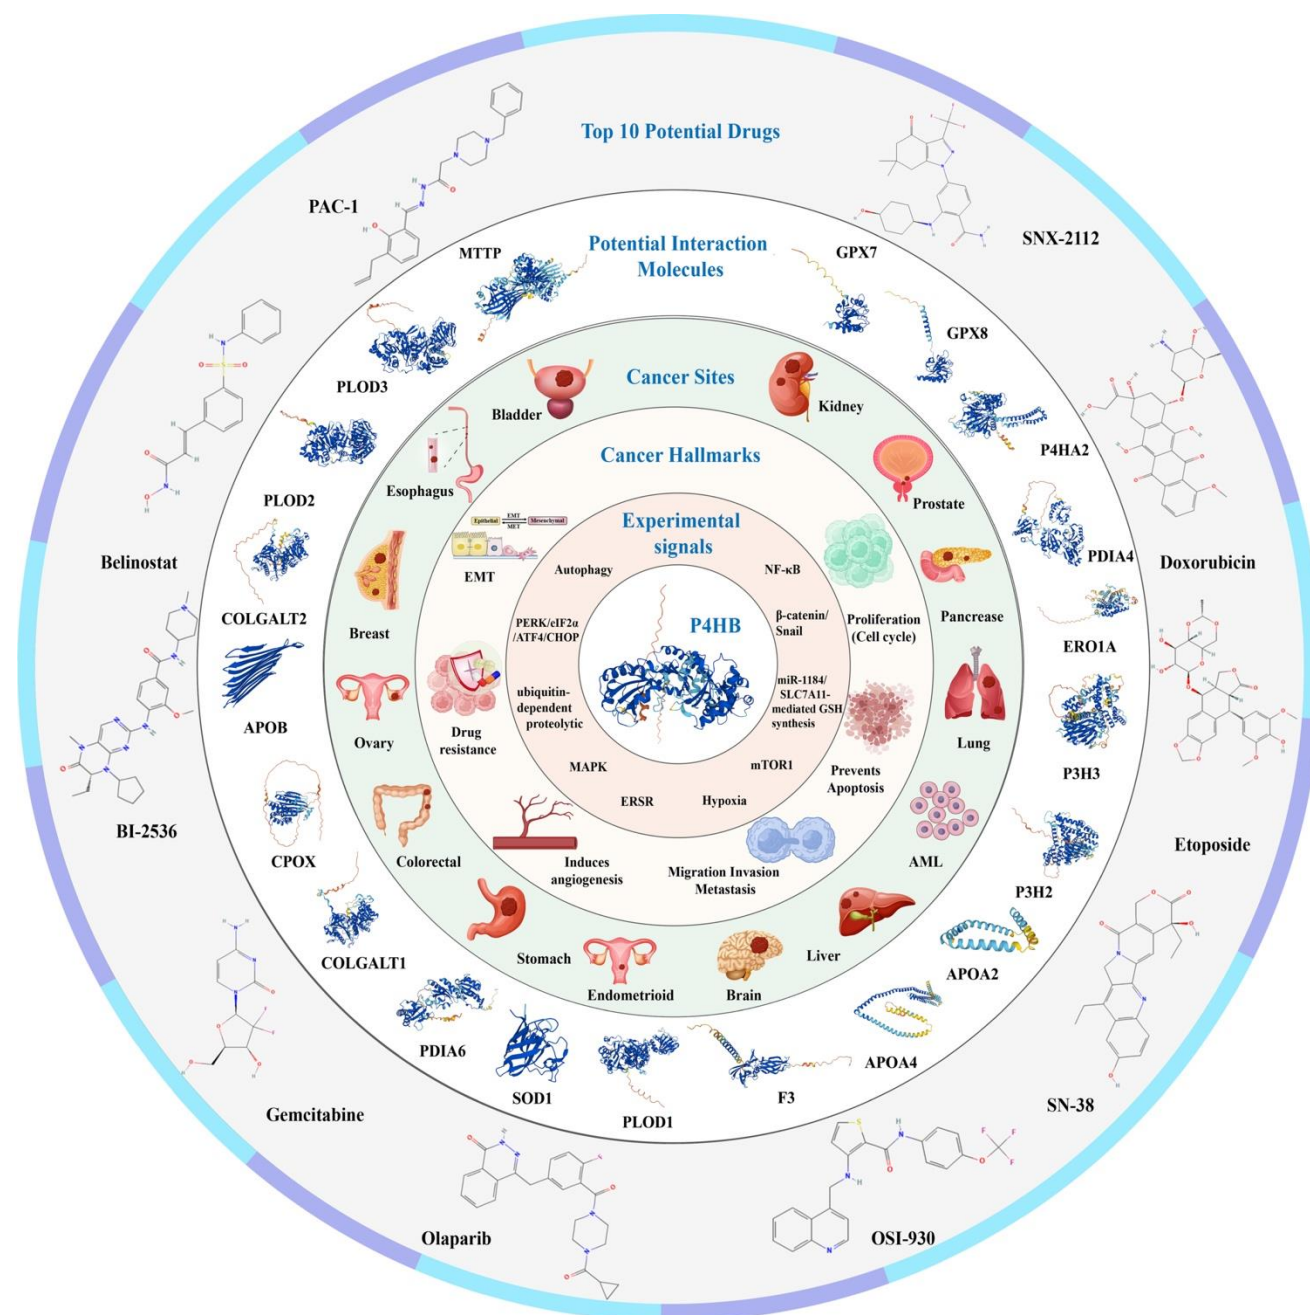 Top 10 Potential Drugs
PAC-1
SNX-2112
Doxorubicin
Etoposide
SN-38
OSI-930
Olaparib
Gemcitabine
BI-2536
Belinostat
Potential Interaction
Molecules
MTTP
GPX7
GPX8
P4HA2
PDIA4
ERO1A
P3H3
P3H2
APOA2
APOA4
F3
PLOD1
SOD1
PDIA6
COLGALT1
CPOX
APOB
COLGALT2
PLOD2
PLOD3
Cancer Sites
Bladder
Kidney
Prostate
Pancrease
Lung
AML
Liver
Brain
Endometrioid
Stomach
Colorectal
Ovary
Breast
Esophagus
Cancer Hallmarks
Epithelial
EMT
MET
Mesenchymal
EMT
Proliferation
(Cell cycle)
Prevents
Apoptosis
Migration Invasion
Metastasis
Induces
angiogenesis
Drug
resistance
Experimental
signals
Autophagy
NF-κB
β-catenin/
Snail
miR-1184/
SLC7A11-
mediated GSH
synthesis
mTOR1
Hypoxia
ERSR
MAPK
ubiquitin-
dependent
proteolytic
PERK/eIF2α
/ATF4/CHOP
P4HB